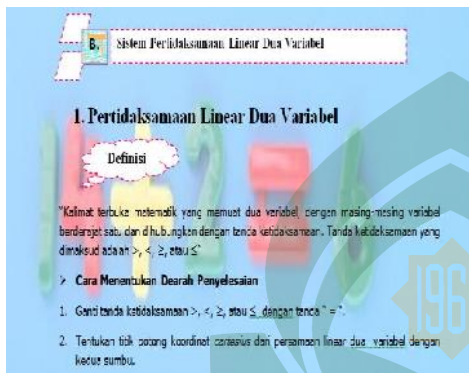 B. Sistem Pertidaksamaan Linear Dua Variabel
1. Pertidaksamaan Linear Dua Variabel
Definisi
"Kalimat terbuka matematik yang memuat dua variabel, dengan masing-masing variabel
berderajat satu dan dihubungkan dengan tanda ketidaksamaan. Tanda ketidaksamaan yang
dimaksud adalah >, <, ≥, atau ≤"
➢ Cara Menentukan Dearah Penyelesaian
1. Ganti tanda ketidaksamaan >, <, ≥, atau ≤ dengan tanda " = ".
2. Tentukan titik potong koordinat cartesius dari persamaan linear dua variabel dengan
kedua sumbu.
196